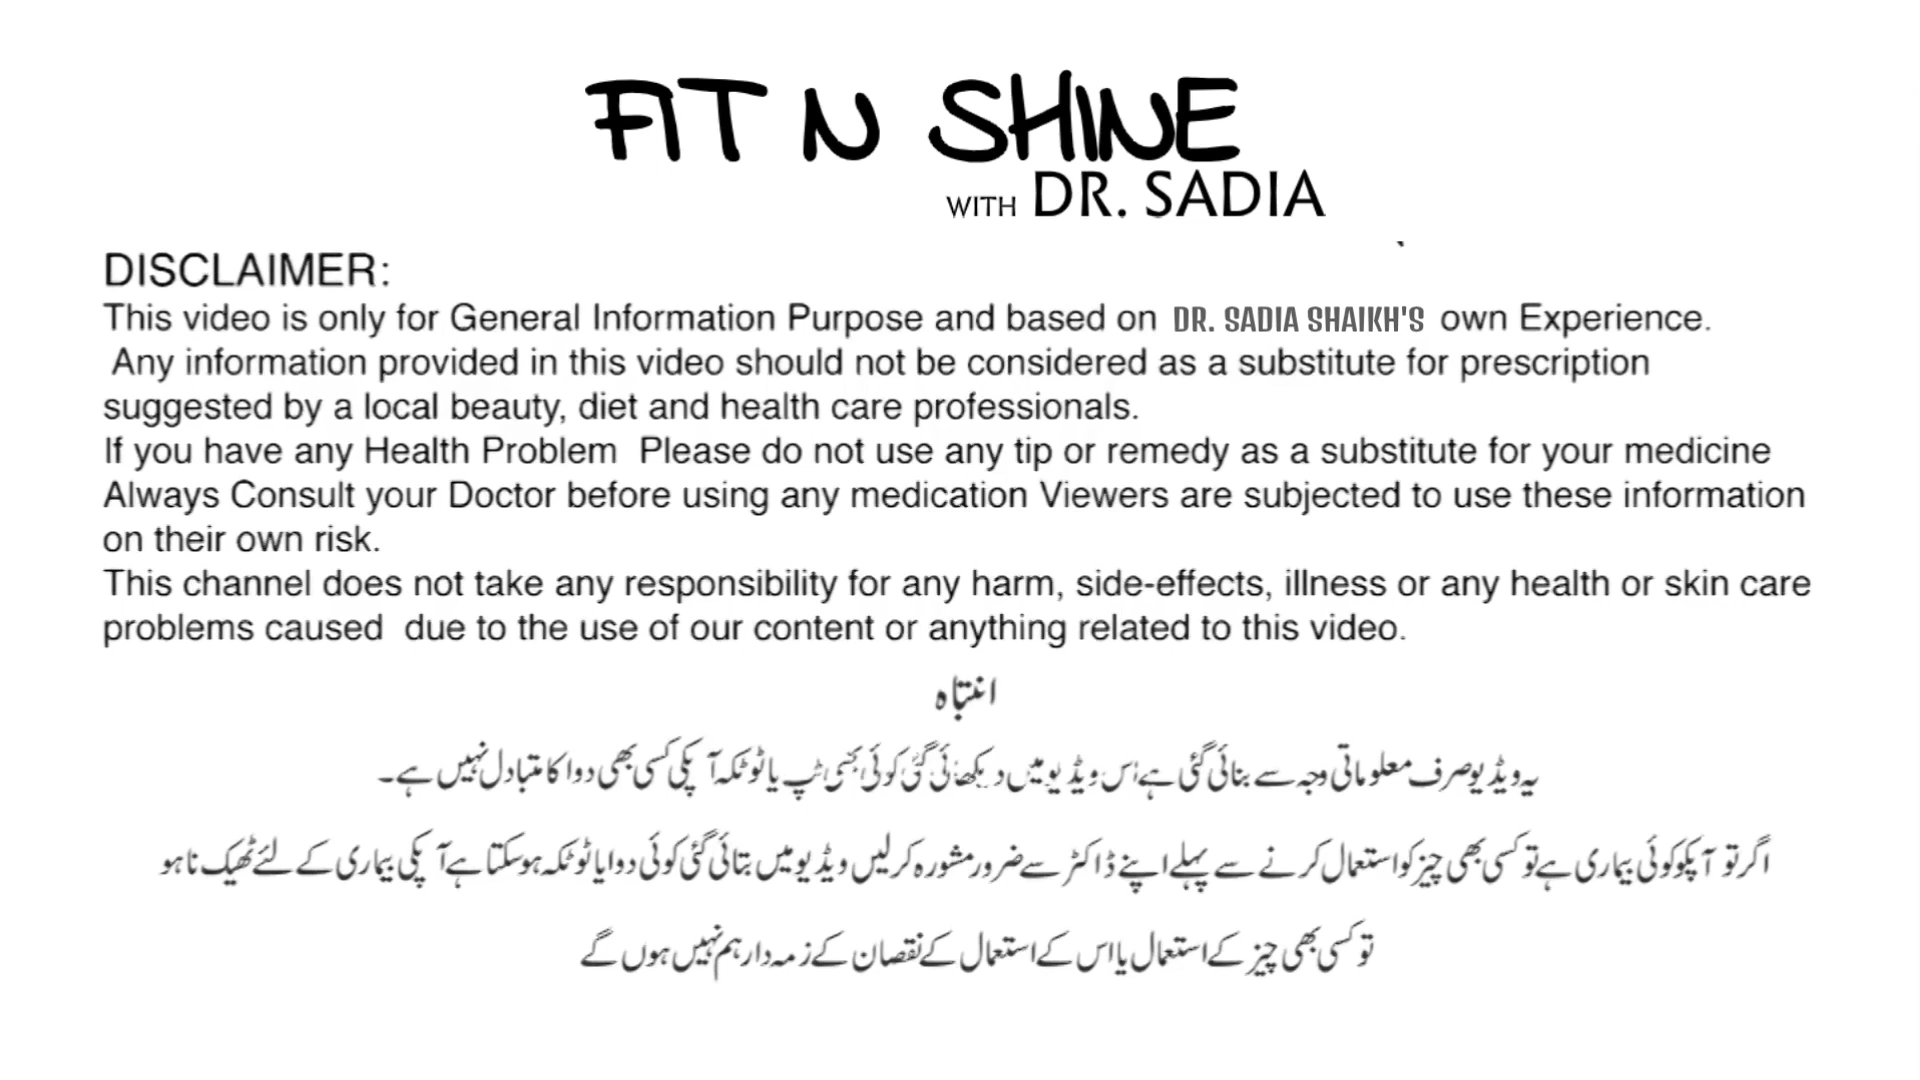 FIT N SHINE
WITH DR. SADIA
DISCLAIMER:
This video is only for General Information Purpose and based on DR. SADIA SHAIKH'S own Experience.
Any information provided in this video should not be considered as a substitute for prescription
suggested by a local beauty, diet and health care professionals.
If you have any Health Problem Please do not use any tip or remedy as a substitute for your medicine
Always Consult your Doctor before using any medication Viewers are subjected to use these information
on their own risk.
This channel does not take any responsibility for any harm, side-effects, illness or any health or skin care
problems caused due to the use of our content or anything related to this video.
انتباہ
یہ ویڈیو صرف معلوماتی وجہ سے بنائی گئی ہے اس ویڈیو میں دیکھائی گئی کوئی بھی ٹپ یا ٹوٹکہ آپکی کسی بھی دوا کا متبادل نہیں ہے۔
اگر تو آپکو کوئی بیماری ہے تو کسی بھی چیز کو استعمال کرنے سے پہلے اپنے ڈاکٹر سے ضرور مشورہ کر لیں ویڈیو میں بتائی گئی کوئی دوا یا ٹوٹکہ ہو سکتا ہے آپکی بیماری کے لئے ٹھیک نا ہو
تو کسی بھی چیز کے استعمال یا اس کے استعمال کے نقصان کے زمہ دار ہم نہیں ہوں گے